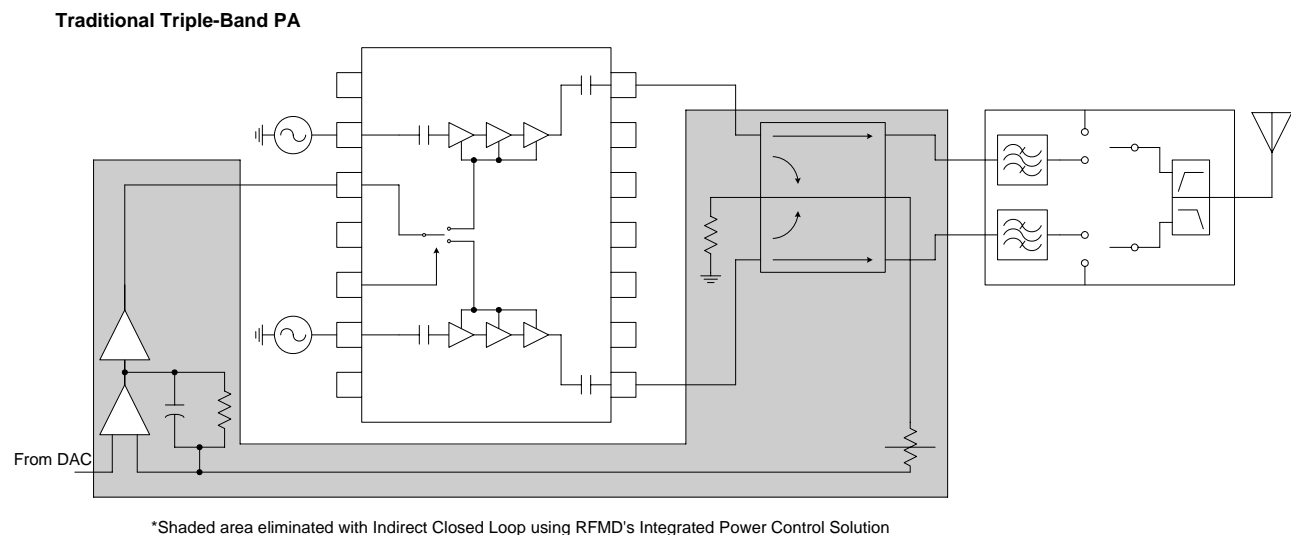 Traditional Triple-Band PA
From DAC
*Shaded area eliminated with Indirect Closed Loop using RFMD's Integrated Power Control Solution